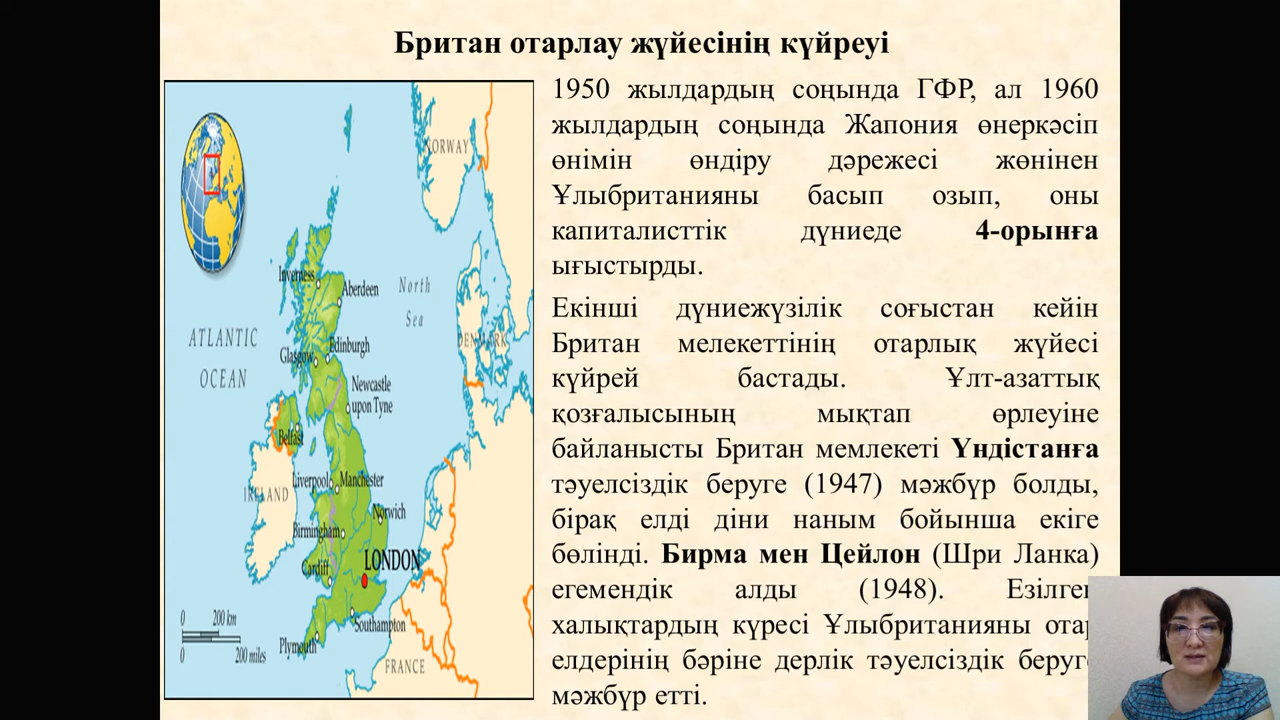 Британ отарлау жүйесінің күйреуі
1950 жылдардың соңында ГФР, ал 1960
жылдардың соңында Жапония өнеркәсіп
өнімін өндіру дәрежесі жөнінен
Ұлыбританияны басып озып, оны
капиталисттік дүниеде 4-орынға
ығыстырды.
Екінші дүниежүзілік соғыстан кейін
Британ мелекеттінің отарлық жүйесі
күйрей бастады. Ұлт-азаттық
қозғалысының мықтап өрлеуіне
байланысты Британ мемлекеті Үндістанға
тәуелсіздік беруге (1947) мәжбүр болды,
бірақ елді діни наным бойынша екіге
бөлінді. Бирма мен Цейлон (Шри Ланка)
егемендік алды (1948). Езілген
халықтардың күресі Ұлыбританияны отар
елдерінің бәріне дерлік тәуелсіздік беруге
мәжбүр етті.
NORWAY
Inverness
Aberdeen
North
Sea
ATLANTIC
OCEAN
DENMARK
Glasgow
Edinburgh
Newcastle
upon Tyne
Belfast
IRELAND
Liverpool
Manchester
Norwich
Birmingham
LONDON
Cardiff
Southampton
Plymouth
FRANCE
0 200 km
0 200 miles